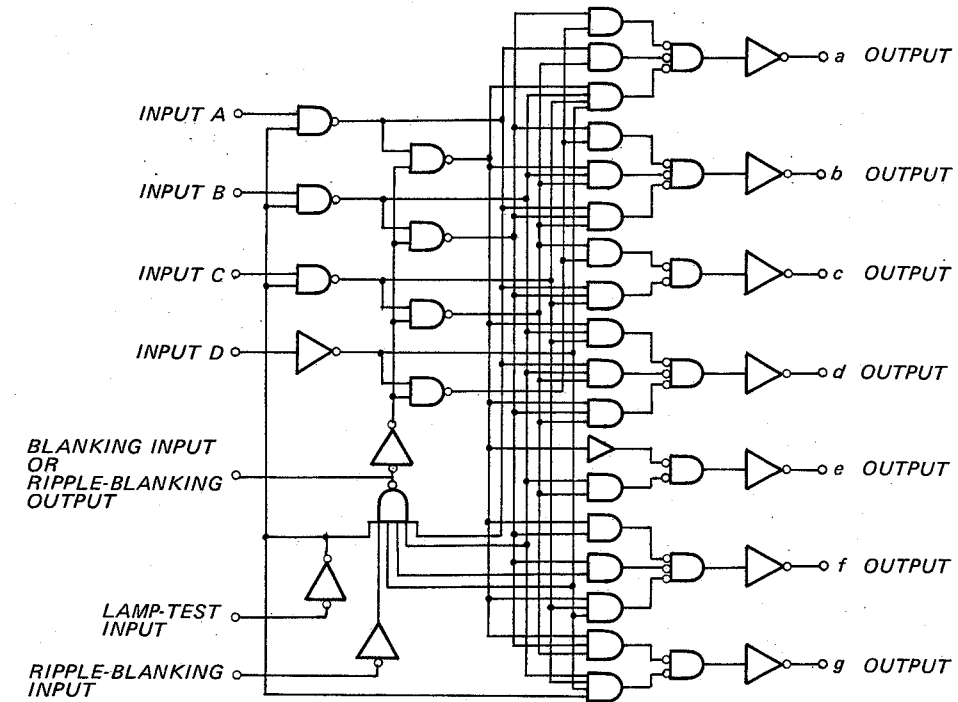 a OUTPUT
INPUT A
b OUTPUT
INPUT B
INPUT C
c OUTPUT
INPUT D
d OUTPUT
BLANKING INPUT
OR
RIPPLE-BLANKING
OUTPUT
e OUTPUT
f OUTPUT
LAMP-TEST
INPUT
RIPPLE-BLANKING
INPUT
g OUTPUT